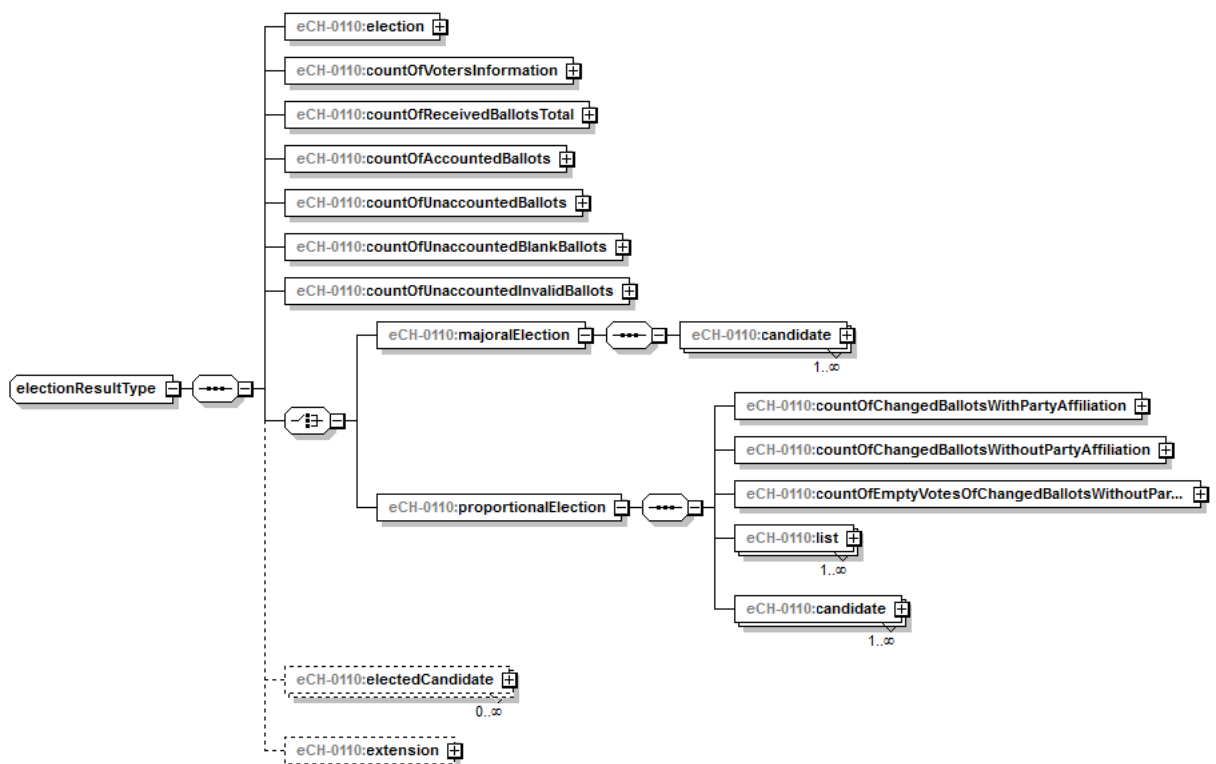 eCH-0110:election
eCH-0110:countOfVotersInformation
eCH-0110:countOfReceivedBallotsTotal
eCH-0110:countOfAccountedBallots
eCH-0110:countOfUnaccountedBallots
eCH-0110:countOfUnaccountedBlankBallots
eCH-0110:countOfUnaccountedInvalidBallots
eCH-0110:majoralElection
eCH-0110:candidate
1..∞
electionResultType
eCH-0110:countOfChangedBallotsWithPartyAffiliation
eCH-0110:countOfChangedBallotsWithoutPartyAffiliation
eCH-0110:proportionalElection
eCH-0110:countOfEmptyVotesOfChangedBallotsWithoutPar...
eCH-0110:list
1..∞
eCH-0110:candidate
1..∞
eCH-0110:electedCandidate
0..∞
eCH-0110:extension